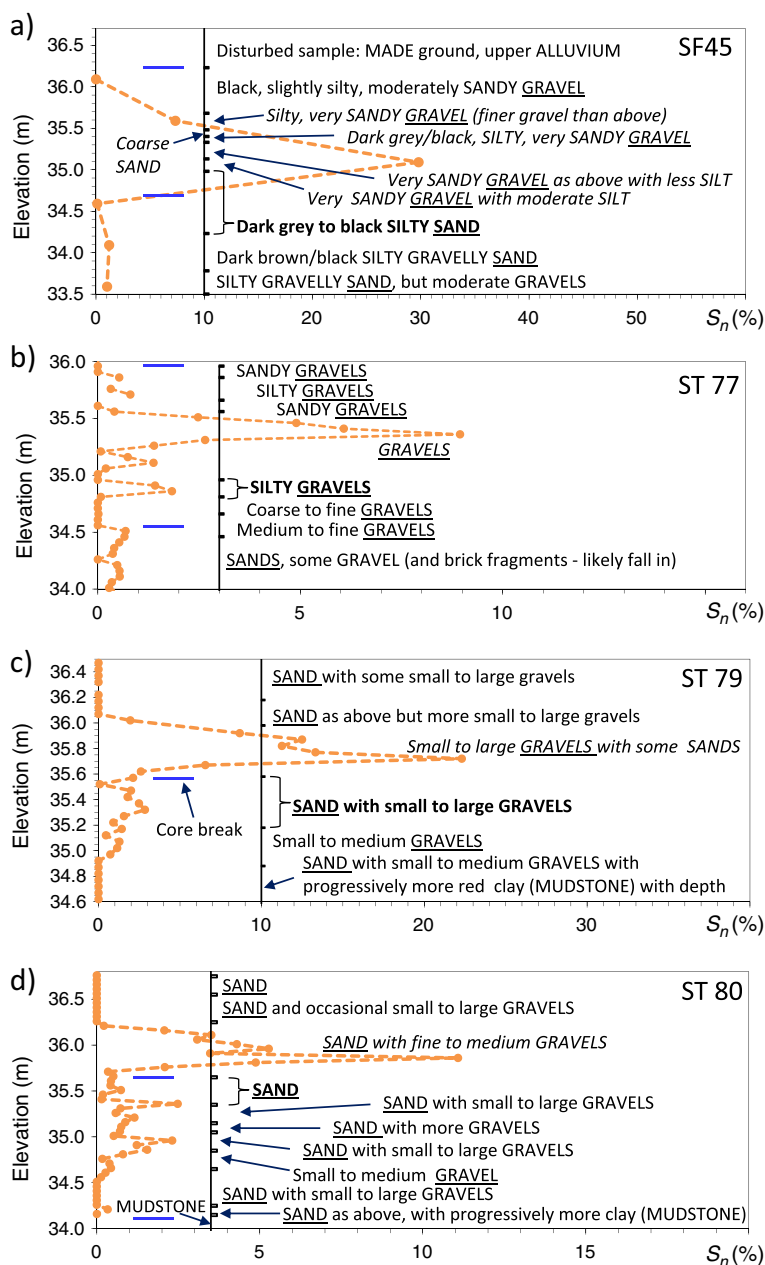 a)
SF45
Elevation (m)
36.5
36.0
35.5
35.0
34.5
34.0
33.5
Disturbed sample: MADE ground, upper ALLUVIUM
Black, slightly silty, moderately SANDY GRAVEL
Silty, very SANDY GRAVEL (finer gravel than above)
Dark grey/black, SILTY, very SANDY GRAVEL
Coarse
SAND
Very SANDY GRAVEL as above with less SILT
Very SANDY GRAVEL with moderate SILT
Dark grey to black SILTY SAND
Dark brown/black SILTY GRAVELLY SAND
SILTY GRAVELLY SAND, but moderate GRAVELS
0 10 20 30 40 50 Sn (%)
b)
ST 77
Elevation (m)
36.0
35.5
35.0
34.5
34.0
SANDY GRAVELS
SILTY GRAVELS
SANDY GRAVELS
GRAVELS
SILTY GRAVELS
Coarse to fine GRAVELS
Medium to fine GRAVELS
SANDS, some GRAVEL (and brick fragments - likely fall in)
0 5 10 Sn (%)
c)
ST 79
Elevation (m)
36.4
36.2
36.0
35.8
35.6
35.4
35.2
35.0
34.8
34.6
SAND with some small to large gravels
SAND as above but more small to large gravels
Small to large GRAVELS with some SANDS
Core break
SAND with small to large GRAVELS
Small to medium GRAVELS
SAND with small to medium GRAVELS with
progressively more red clay (MUDSTONE) with depth
0 10 20 30 Sn (%)
d)
ST 80
Elevation (m)
36.5
36.0
35.5
35.0
34.5
34.0
SAND
SAND and occasional small to large GRAVELS
SAND with fine to medium GRAVELS
SAND
SAND with small to large GRAVELS
SAND with more GRAVELS
SAND with small to large GRAVELS
Small to medium GRAVEL
SAND with small to large GRAVELS
MUDSTONE
SAND as above, with progressively more clay (MUDSTONE)
0 5 10 15 Sn (%)